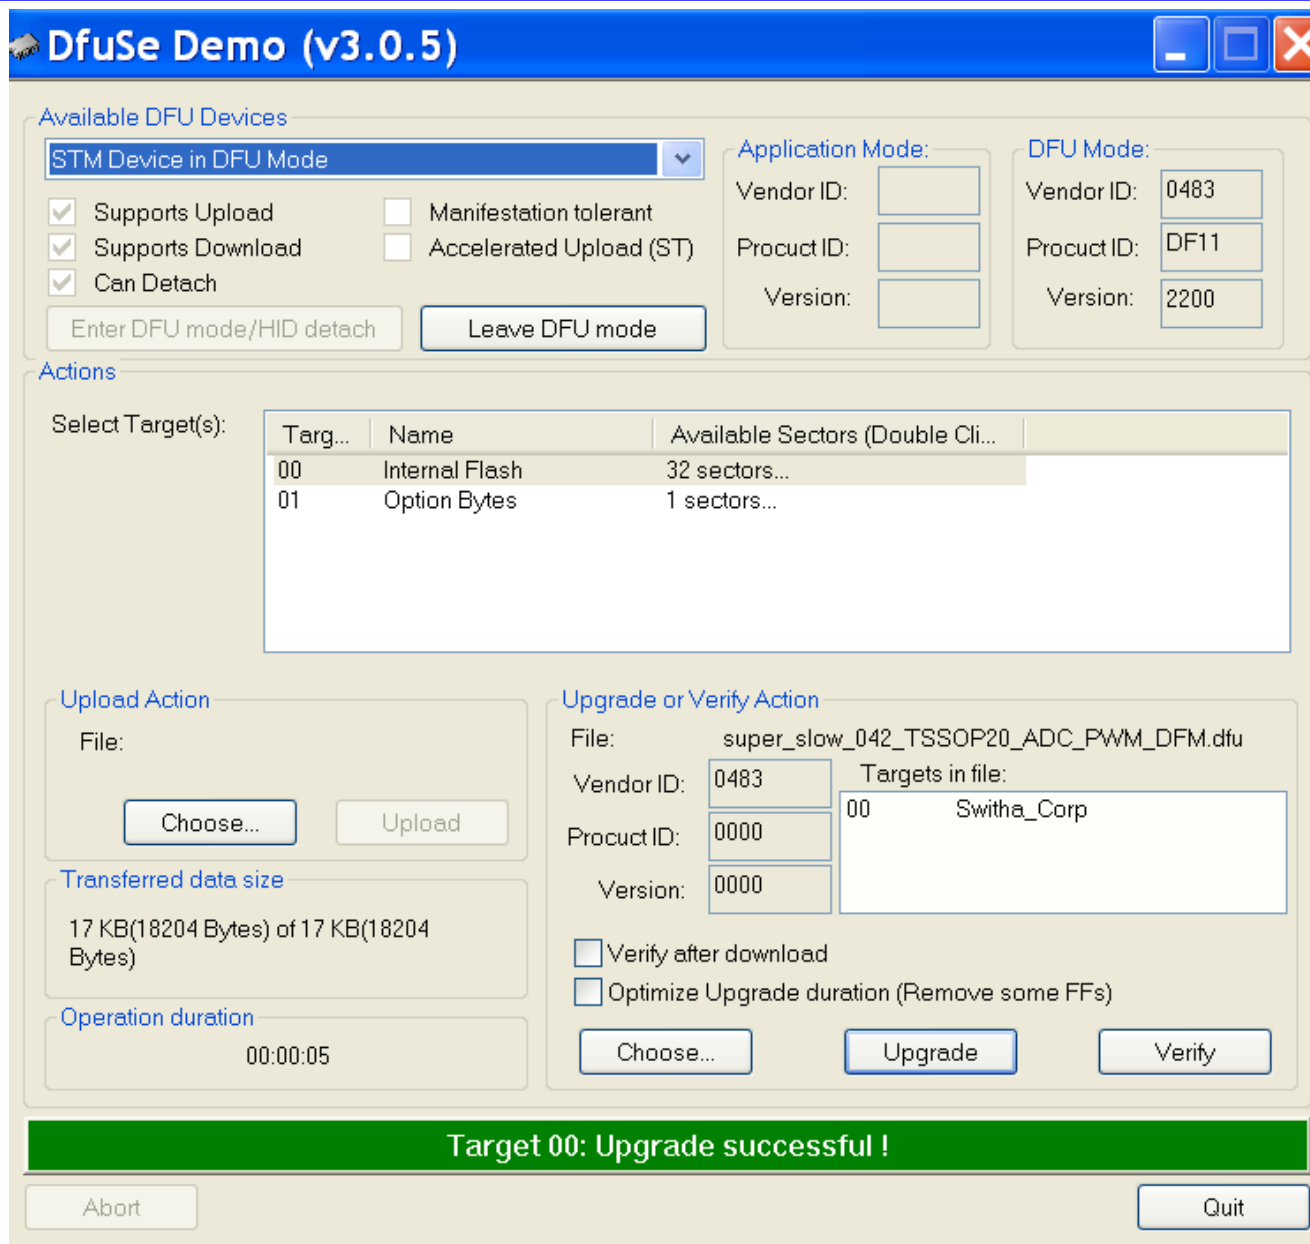 DfuSe Demo (v3.0.5)
Available DFU Devices
STM Device in DFU Mode
Supports Upload
Manifestation tolerant
Supports Download
Accelerated Upload (ST)
Can Detach
Enter DFU mode/HID detach
Leave DFU mode
Application Mode:
Vendor ID:
Procuct ID:
Version:
DFU Mode:
Vendor ID: 0483
Procuct ID: DF11
Version: 2200
Actions
Select Target(s):
Targ... Name Available Sectors (Double Cli...
00 Internal Flash 32 sectors...
01 Option Bytes 1 sectors...
Upload Action
File:
Choose... Upload
Transferred data size
17 KB(18204 Bytes) of 17 KB(18204
Bytes)
Operation duration
00:00:05
Upgrade or Verify Action
File: super_slow_042_TSSOP20_ADC_PWM_DFM.dfu
Vendor ID: 0483
Procuct ID: 0000
Version: 0000
Targets in file:
00 Switha_Corp
Verify after download
Optimize Upgrade duration (Remove some FFs)
Choose... Upgrade Verify
Target 00: Upgrade successful !
Abort Quit